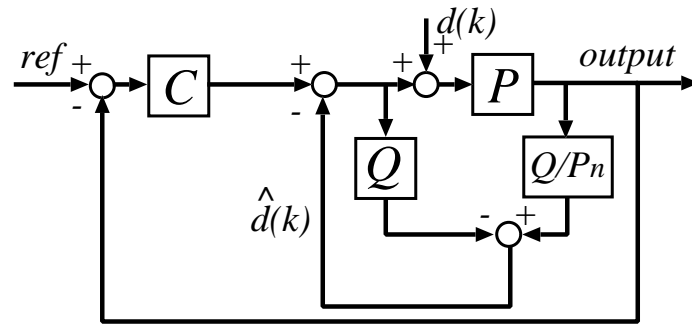 d(k)
ref + - C + - + + P output
Q Q/Pn
^d(k) - +